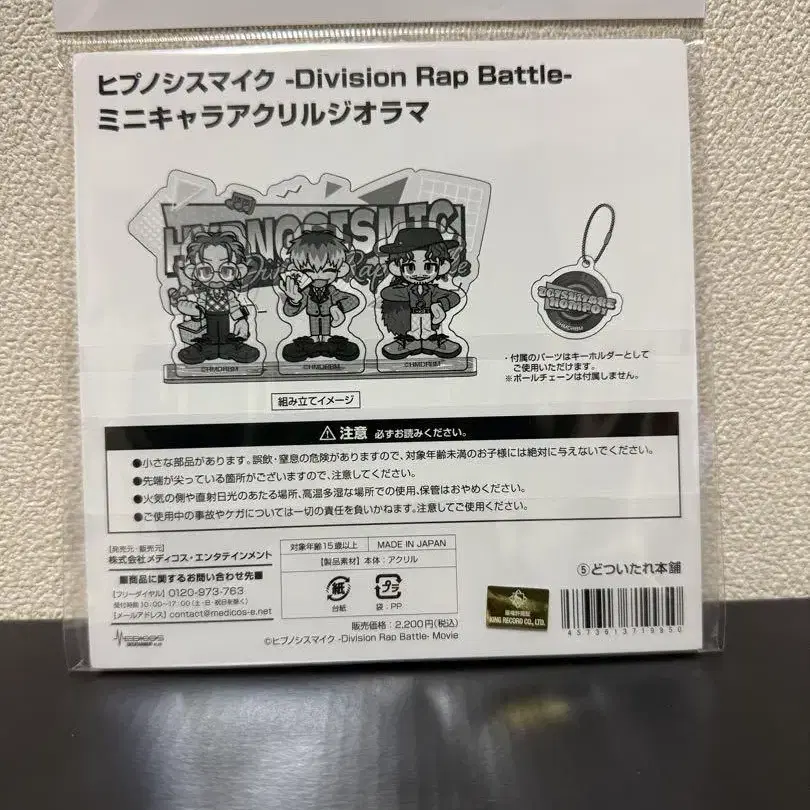 ヒプノシスマイク -Division Rap Battle-
ミニキャラアクリルジオラマ
HYPNOSISMIC
Rap Battle
©HMDRBM
©HMDRBM
©HMDRBM
DOTSUITARE
HOMPO
©HMDRBM
・付属のパーツはキーホルダーとして
ご使用いただけます。
※ボールチェーンは付属しません。
組み立てイメージ
⚠ 注意 必ずお読みください。
●小さな部品があります。誤飲・窒息の危険がありますので、対象年齢未満のお子様には絶対に与えないでください。
●先端が尖っている箇所がございますので、注意してください。
●火気の側や直射日光のあたる場所、高温多湿な場所での使用、保管はおやめください。
●ご使用中の事故やケガについては一切の責任を負いかねます。注意してご使用ください。
[発売元・販売元]
株式会社メディコス・エンタテインメント
■商品に関するお問い合わせ先■
[フリーダイヤル] 0120-973-763
受付時間 10:00~17:00 (土・日・祝日を除く)
[メールアドレス] contact@medicos-e.net
MEDICOS
ENTERTAINMENT
対象年齢15歳以上 MADE IN JAPAN
[製品素材] 本体:アクリル
紙
台紙
プラ
袋:PP
販売価格:2,200円(税込)
©ヒプノシスマイク -Division Rap Battle- Movie
KING RECORD CO., LTD.
⑤どついたれ本舗
4573613719950